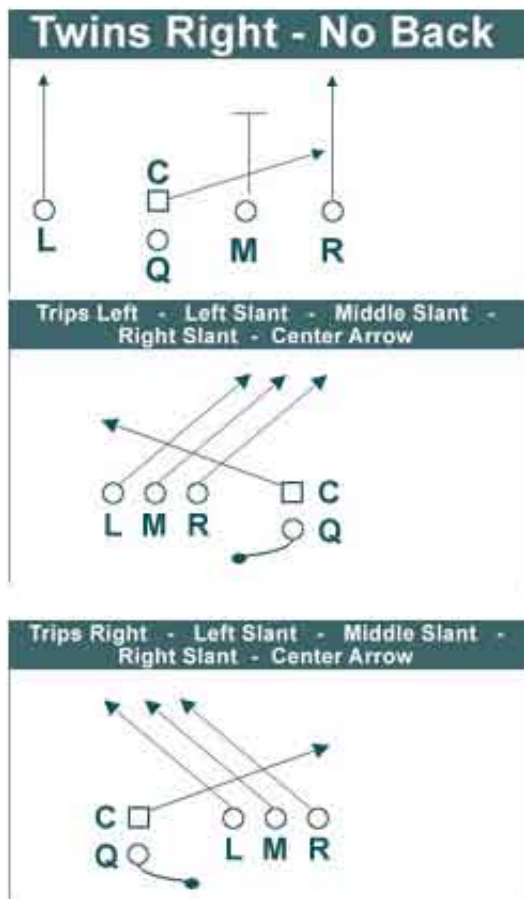 Twins Right - No Back
C
L Q M R
Trips Left - Left Slant - Middle Slant -
Right Slant - Center Arrow
C
L M R Q
Trips Right - Left Slant - Middle Slant -
Right Slant - Center Arrow
C
Q L M R